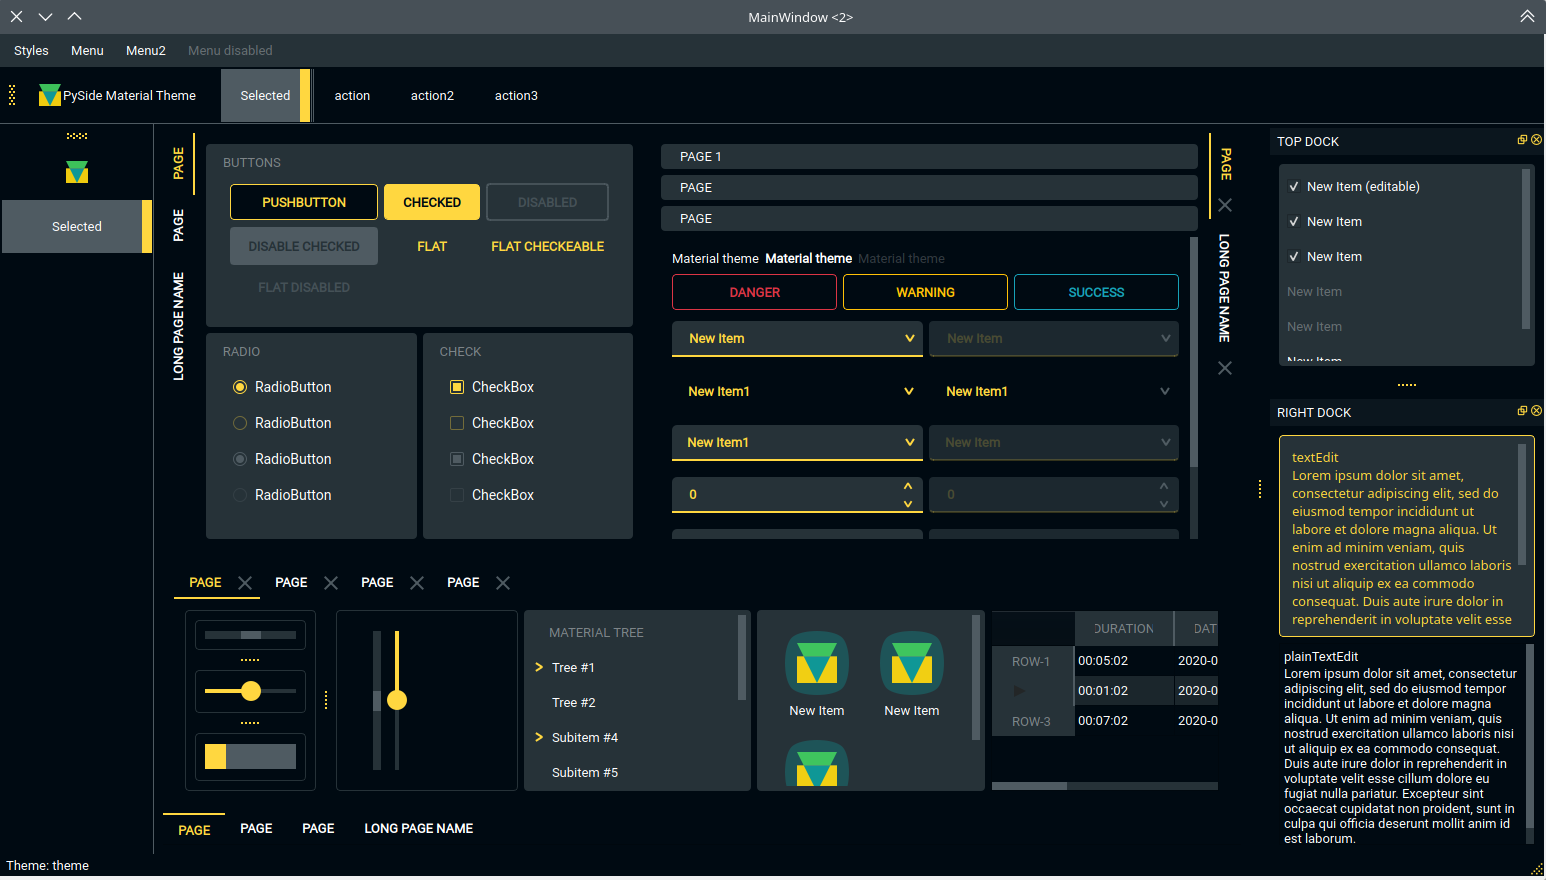 MainWindow <2>
Styles Menu Menu2 Menu disabled
PySide Material Theme Selected action action2 action3
Selected
PAGE
PAGE
LONG PAGE NAME
BUTTONS
PUSHBUTTON CHECKED DISABLED
DISABLE CHECKED FLAT FLAT CHECKEABLE
FLAT DISABLED
RADIO
RadioButton
RadioButton
RadioButton
RadioButton
CHECK
CheckBox
CheckBox
CheckBox
CheckBox
PAGE 1
PAGE
PAGE
Material theme Material theme Material theme
DANGER WARNING SUCCESS
New Item New Item
New Item1 New Item1
New Item1 New Item
0 0
PAGE
LONG PAGE NAME
TOP DOCK
New Item (editable)
New Item
New Item
New Item
New Item
New Item
RIGHT DOCK
textEdit
Lorem ipsum dolor sit amet,
consectetur adipiscing elit, sed do
eiusmod tempor incididunt ut
labore et dolore magna aliqua. Ut
enim ad minim veniam, quis
nostrud exercitation ullamco laboris
nisi ut aliquip ex ea commodo
consequat. Duis aute irure dolor in
reprehenderit in voluptate velit esse
plainTextEdit
Lorem ipsum dolor sit amet, consectetur
adipiscing elit, sed do eiusmod tempor
incididunt ut labore et dolore magna
aliqua. Ut enim ad minim veniam, quis
nostrud exercitation ullamco laboris nisi
ut aliquip ex ea commodo consequat.
Duis aute irure dolor in reprehenderit in
voluptate velit esse cillum dolore eu
fugiat nulla pariatur. Excepteur sint
occaecat cupidatat non proident, sunt in
culpa qui officia deserunt mollit anim id
est laborum.
PAGE PAGE PAGE PAGE
MATERIAL TREE
Tree #1
Tree #2
Subitem #4
Subitem #5
New Item New Item
DURATION DAT
ROW-1 00:05:02 2020-0
00:01:02 2020-0
ROW-3 00:07:02 2020-0
PAGE PAGE PAGE LONG PAGE NAME
Theme: theme